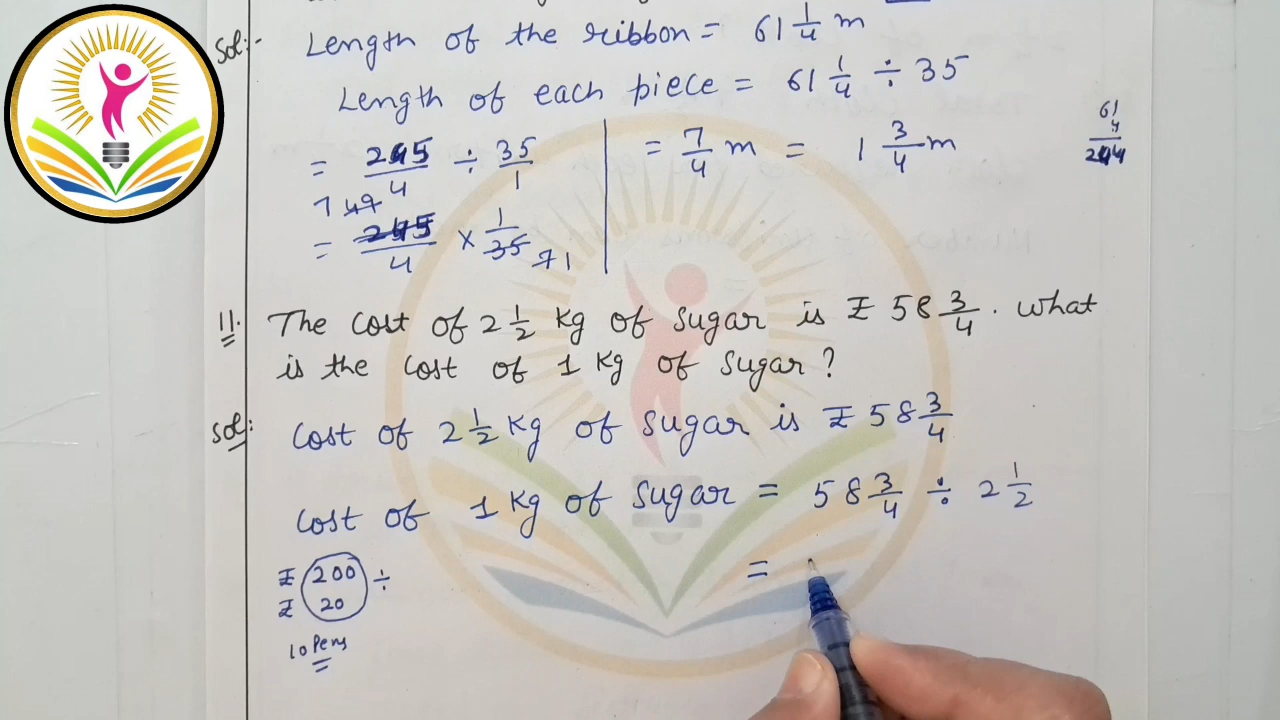 Sol:-
Length of the ribbon = 61 1/4 m
Length of each piece = 61 1/4 ÷ 35
= 245/4 ÷ 35/1
7 49
= 245/4 × 1/35 7 1
= 7/4 m = 1 3/4 m
61
4
244
11. The cost of 2 1/2 kg of sugar is ₹ 58 3/4. what
is the cost of 1 kg of sugar?
Sol: Cost of 2 1/2 kg of sugar is ₹ 58 3/4
Cost of 1 kg of sugar = 58 3/4 ÷ 2 1/2
=
₹ 200 ÷
₹ 20
10 Pens